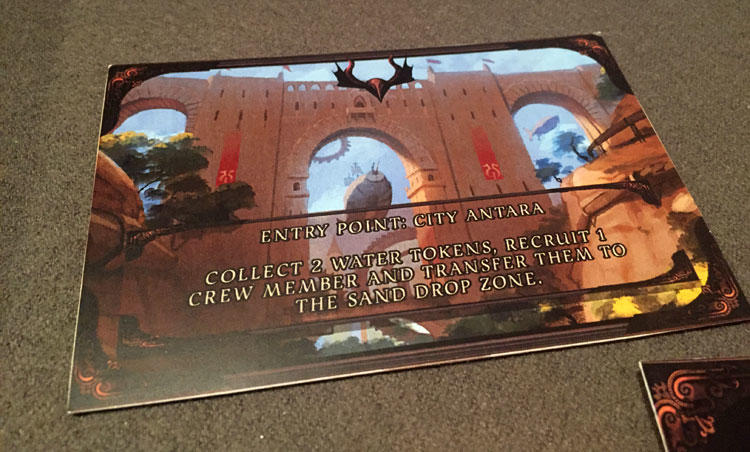 ENTRY POINT: CITY ANTARA
COLLECT 2 WATER TOKENS, RECRUIT 1
CREW MEMBER AND TRANSFER THEM TO
THE SAND DROP ZONE.